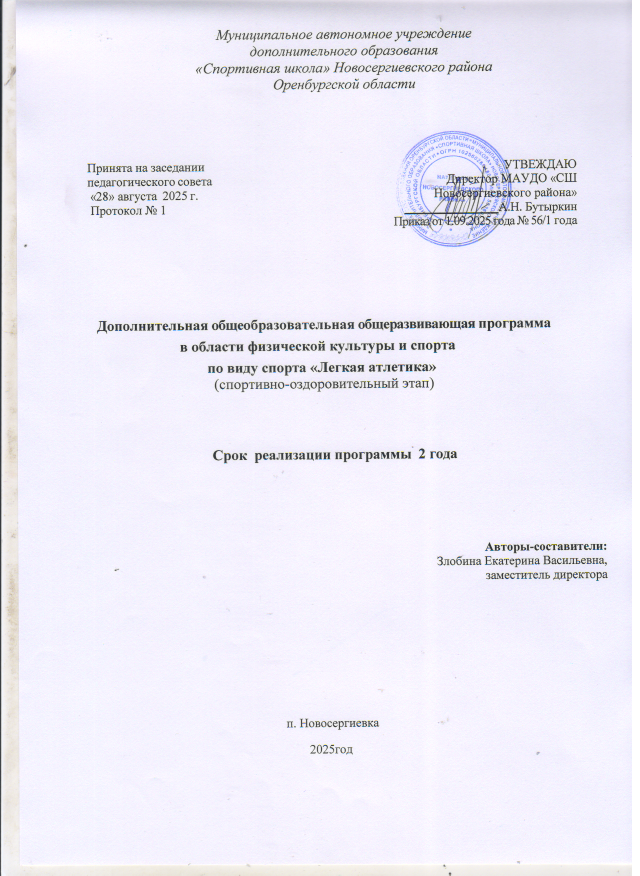 Муниципальное автономное учреждение
дополнительного образования
«Спортивная школа» Новосергиевского района
Оренбургской области
Принята на заседании
педагогического совета
«28» августа 2025 г.
Протокол № 1
УТВЕРЖДАЮ
Директор МАУДО «СШ
Новосергиевского района»
А.Н. Бутыркин
Приказ от 1.09.2025 года № 56/1 года
Дополнительная общеобразовательная общеразвивающая программа
в области физической культуры и спорта
по виду спорта «Легкая атлетика»
(спортивно-оздоровительный этап)
Срок реализации программы 2 года
Авторы-составители:
Злобина Екатерина Васильевна,
заместитель директора
п. Новосергиевка
2025год